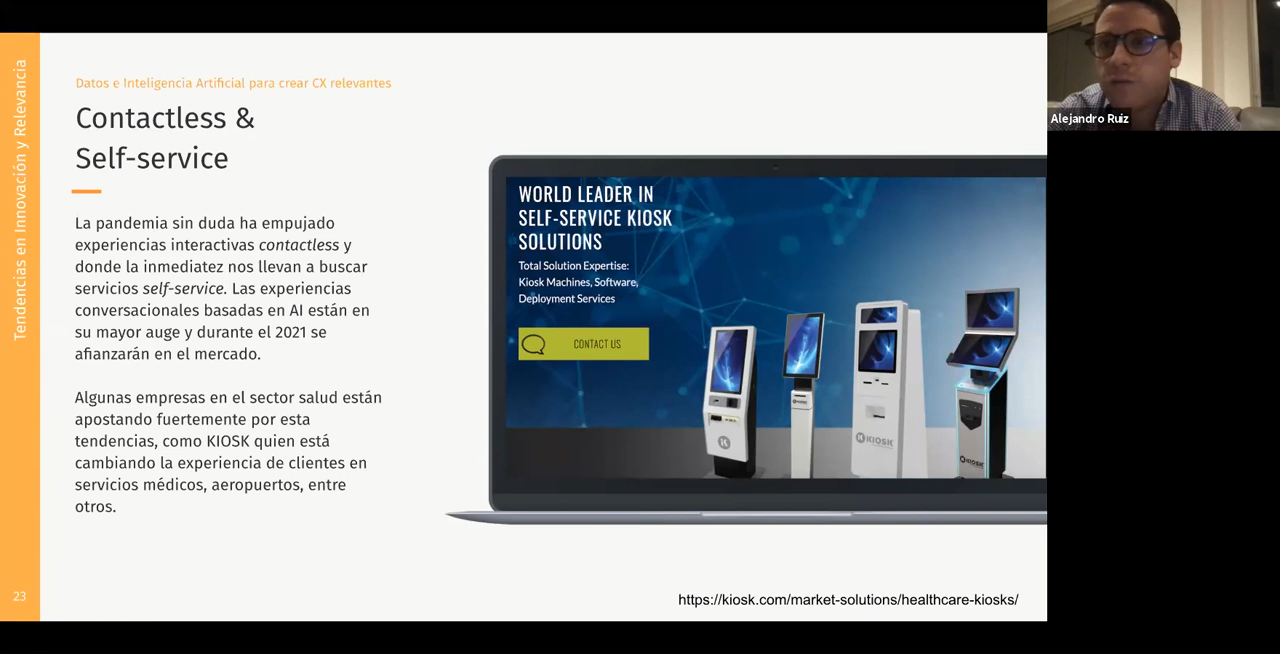 Tendencias en Innovación y Relevancia
23
Datos e Inteligencia Artificial para crear CX relevantes
Contactless &
Self-service
La pandemia sin duda ha empujado
experiencias interactivas contactless y
donde la inmediatez nos llevan a buscar
servicios self-service. Las experiencias
conversacionales basadas en AI están en
su mayor auge y durante el 2021 se
afianzarán en el mercado.
Algunas empresas en el sector salud están
apostando fuertemente por esta
tendencias, como KIOSK quien está
cambiando la experiencia de clientes en
servicios médicos, aeropuertos, entre
otros.
WORLD LEADER IN
SELF-SERVICE KIOSK
SOLUTIONS
Total Solution Expertise:
Kiosk Machines, Software,
Deployment Services
CONTACT US
K
KIOSK
KIOSK
https://kiosk.com/market-solutions/healthcare-kiosks/
Alejandro Ruiz